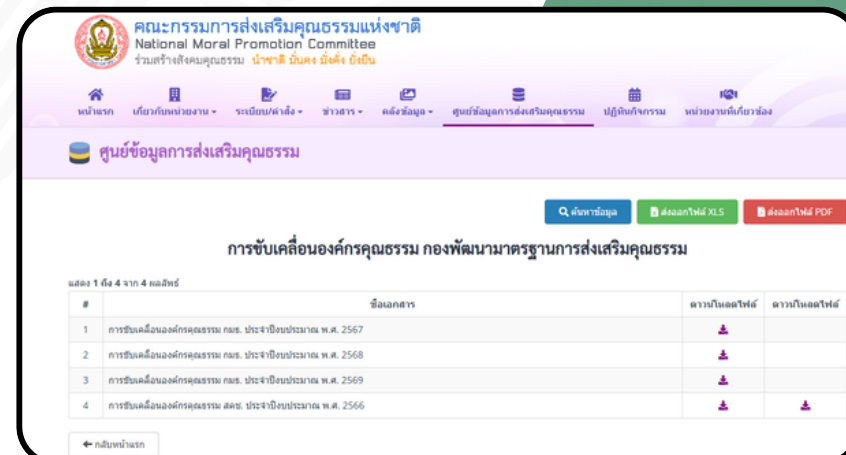 คณะกรรมการส่งเสริมคุณธรรมแห่งชาติ
National Moral Promotion Committee
ร่วมสร้างสังคมคุณธรรม นำชาติ มั่นคง มั่งคั่ง ยั่งยืน
หน้าแรก เกี่ยวกับหน่วยงาน ระเบียบ/คำสั่ง ข่าวสาร คลังข้อมูล ศูนย์ข้อมูลการส่งเสริมคุณธรรม ปฏิทินกิจกรรม หน่วยงานที่เกี่ยวข้อง
ศูนย์ข้อมูลการส่งเสริมคุณธรรม
ค้นหาข้อมูล ส่งออกไฟล์ XLS ส่งออกไฟล์ PDF
การขับเคลื่อนองค์กรคุณธรรม กองพัฒนามาตรฐานการส่งเสริมคุณธรรม
แสดง 1 ถึง 4 จาก 4 ผลลัพธ์
# ชื่อเอกสาร ดาวน์โหลดไฟล์ ดาวน์โหลดไฟล์
1 การขับเคลื่อนองค์กรคุณธรรม กมธ. ประจำปีงบประมาณ พ.ศ. 2567
2 การขับเคลื่อนองค์กรคุณธรรม กมธ. ประจำปีงบประมาณ พ.ศ. 2568
3 การขับเคลื่อนองค์กรคุณธรรม กมธ. ประจำปีงบประมาณ พ.ศ. 2569
4 การขับเคลื่อนองค์กรคุณธรรม สคช. ประจำปีงบประมาณ พ.ศ. 2566
กลับหน้าแรก